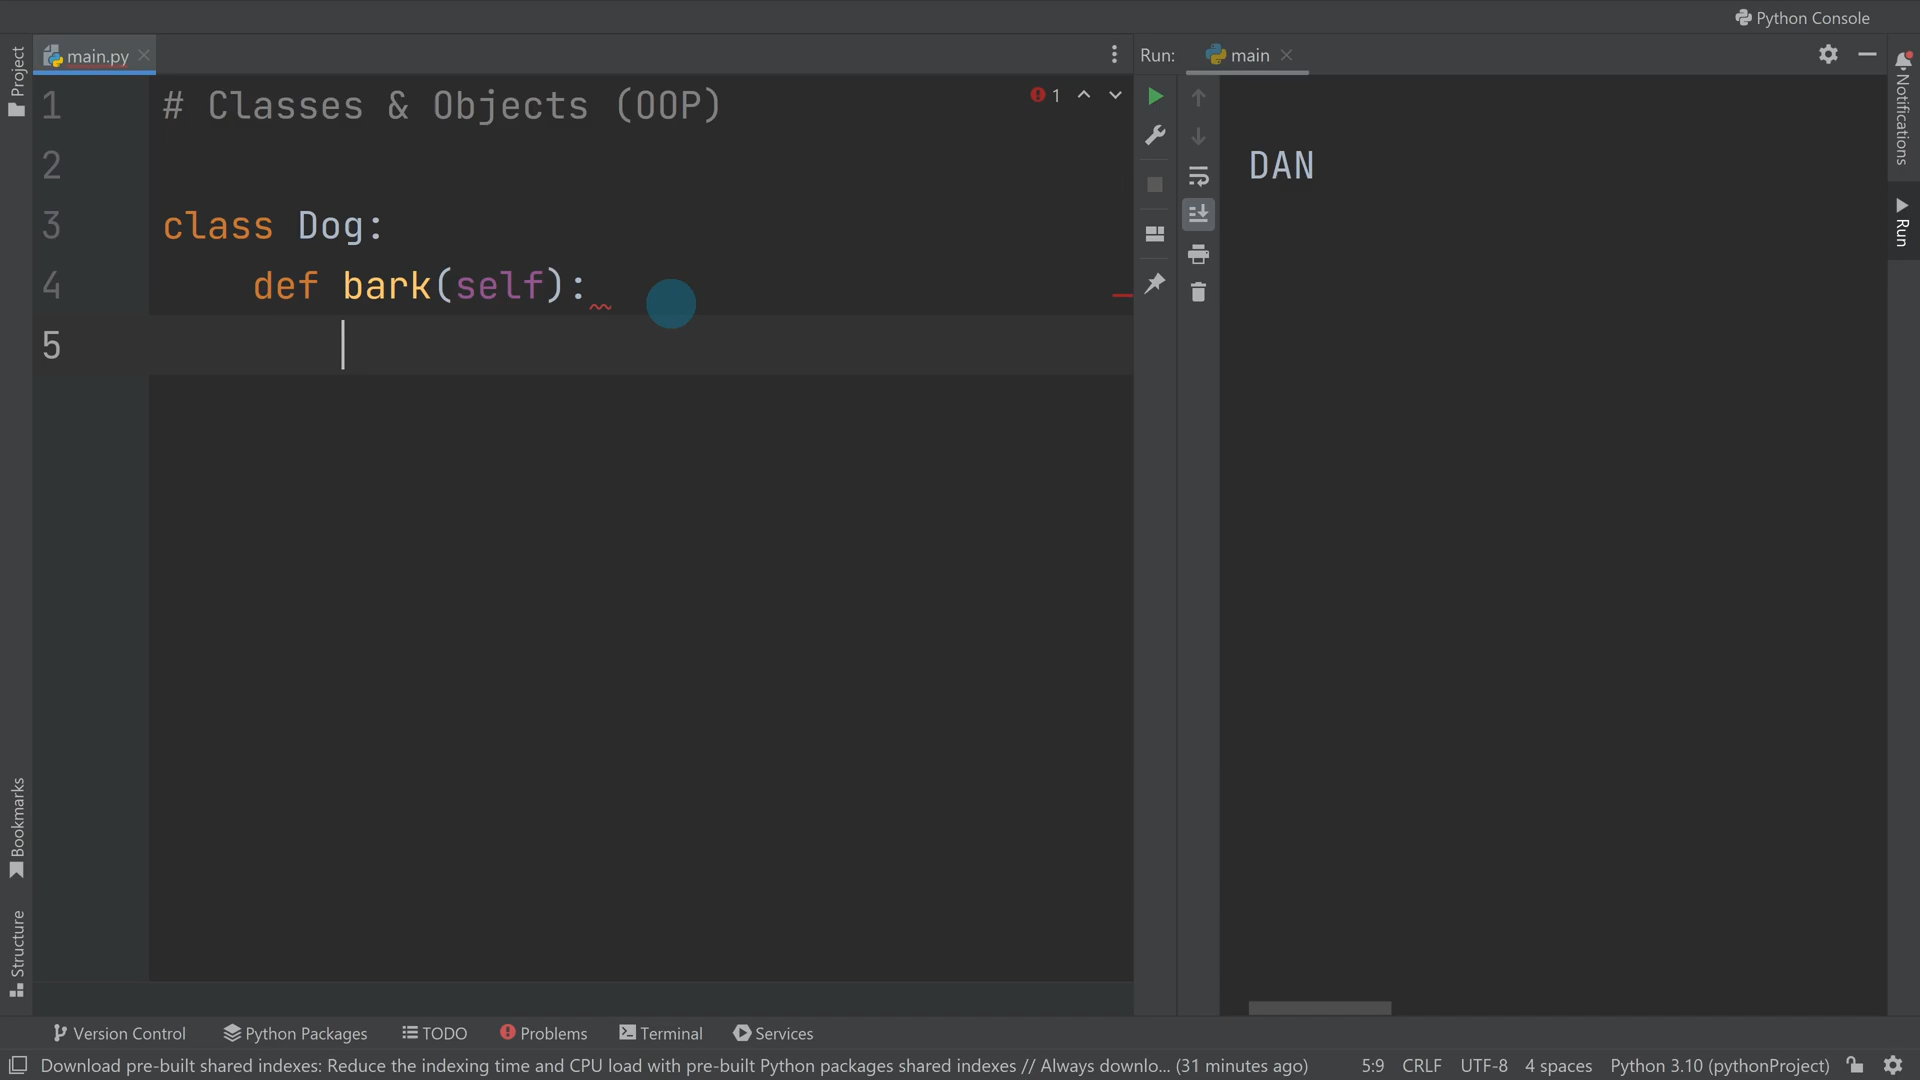 Python Console
Project
main.py
Run:
main
Notifications
Run
1
1 # Classes & Objects (OOP)
2
3 class Dog:
4 def bark(self):
5
DAN
Bookmarks
Structure
Version Control
Python Packages
TODO
Problems
Terminal
Services
Download pre-built shared indexes: Reduce the indexing time and CPU load with pre-built Python packages shared indexes // Always downlo... (31 minutes ago)
5:9
CRLF
UTF-8
4 spaces
Python 3.10 (pythonProject)